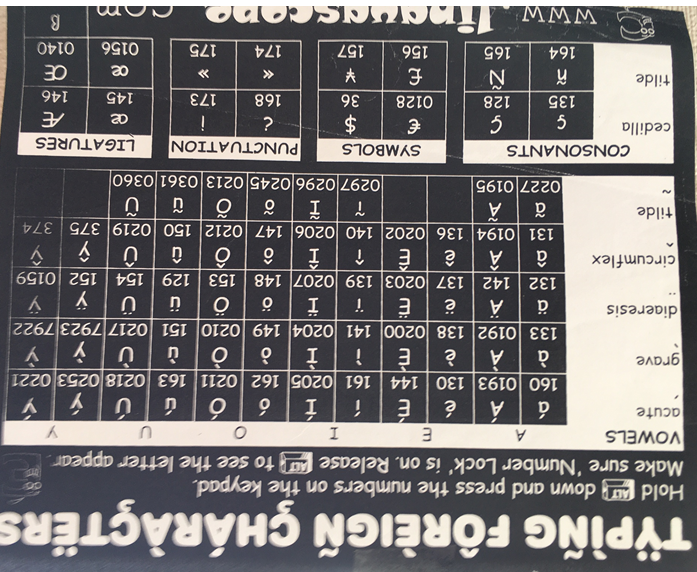 TŸPÌÑG FÔRÈIGÑ ÇHÁRÀÇTËRS
Hold ALT down and press the numbers on the keypad.
Make sure 'Number Lock' is on. Release ALT to see the letter appear.
VOWELS A E I O U Y
acute á Á é É í Í ó Ó ú Ú ý Ý
160 0193 130 144 161 0205 162 0211 163 0218 0253 0221
grave à À è È ì Ì ò Ò ù Ù ỳ Ỳ
133 0192 138 0200 141 0204 149 0210 151 0217 7923 7922
diaeresis ä Ä ë Ë ï Ï ö Ö ü Ü ÿ Ÿ
132 142 137 0203 139 0207 148 153 129 154 152 0159
circumflex â Â ê Ê î Î ô Ô û Û ŷ Ŷ
131 0194 136 0202 140 0206 147 0212 150 0219 375 374
tilde ã Ã ĩ Ĩ õ Õ ũ Ũ
0227 0195 0297 0296 0245 0213 0361 0360
CONSONANTS SYMBOLS PUNCTUATION LIGATURES
cedilla ç Ç € $ ¿ ¡ æ Æ
135 128 0128 36 168 173 145 146
tilde ñ Ñ £ ¥ « » œ Œ
164 165 156 157 174 175 0156 0140
www.linguascope.com ß